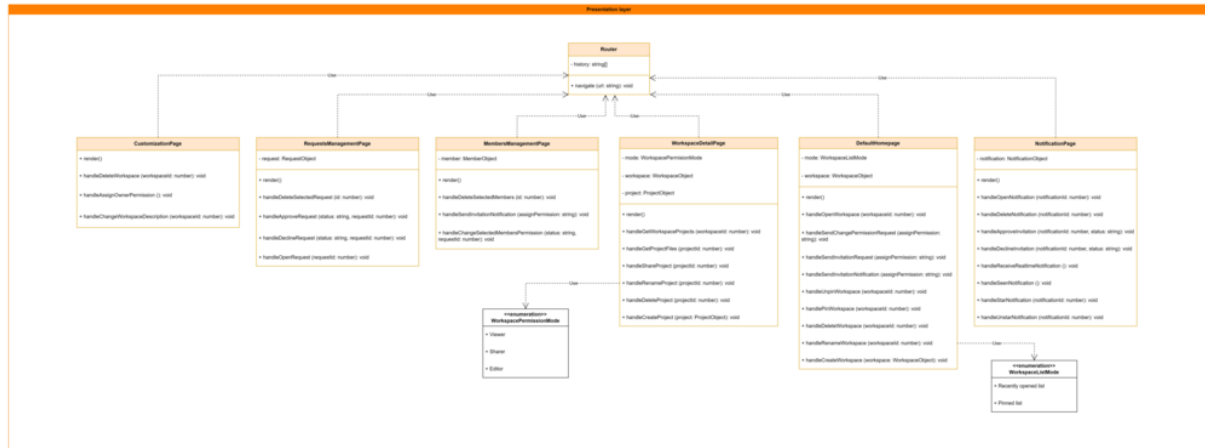 Presentation layer
Router
- history: string[]
+ navigate (url: string): void
Use
Use
Use
Use
Use
Use
CustomizationPage
+ render()
+ handleDeleteWorkspace (workspaceId: number): void
+ handleAssignOwnerPermission (): void
+ handleChangeWorkspaceDescription (workspaceId: number): void
RequestsManagementPage
- request: RequestObject
+ render()
+ handleDeleteSelectedRequest (id: number): void
+ handleApproveRequest (status: string, requestId: number): void
+ handleDeclineRequest (status: string, requestId: number): void
+ handleOpenRequest (requestId: number): void
MembersManagementPage
- member: MemberObject
+ render()
+ handleDeleteSelectedMembers (id: number): void
+ handleSendInvitationNotification (assignPermission: string): void
+ handleChangeSelectedMembersPermission (status: string,
requestId: number): void
WorkspaceDetailPage
- mode: WorkspacePermissionMode
- workspace: WorkspaceObject
- project: ProjectObject
+ render()
+ handleGetWorkspaceProjects (workspaceId: number): void
+ handleGetProjectFiles (projectId: number): void
+ handleShareProject (projectId: number): void
+ handleRenameProject (projectId: number): void
+ handleDeleteProject (projectId: number): void
+ handleCreateProject (project: ProjectObject): void
DefaultHomepage
- mode: WorkspaceListMode
- workspace: WorkspaceObject
+ render()
+ handleOpenWorkspace (workspaceId: number): void
+ handleSendChangePermissionRequest (assignPermission:
string): void
+ handleSendInvitationRequest (assignPermission: string): void
+ handleSendInvitationNotification (assignPermission: string): void
+ handleUnpinWorkspace (workspaceId: number): void
+ handlePinWorkspace (workspaceId: number): void
+ handleDeleteWorkspace (workspaceId: number): void
+ handleRenameWorkspace (workspaceId: number): void
+ handleCreateWorkspace (workspace: WorkspaceObject): void
NotificationPage
- notification: NotificationObject
+ render()
+ handleOpenNotification (notificationId: number): void
+ handleDeleteNotification (notificationId: number): void
+ handleApproveInvitation (notificationId: number, status: string): void
+ handleDeclineInvitation (notificationId: number, status: string): void
+ handleReceiveRealtimeNotification (): void
+ handleSeenNotification (): void
+ handleStarNotification (notificationId: number): void
+ handleUnstarNotification (notificationId: number): void
Use
<<enumeration>>
WorkspacePermissionMode
+ Viewer
+ Sharer
+ Editor
Use
<<enumeration>>
WorkspaceListMode
+ Recently opened list
+ Pinned list